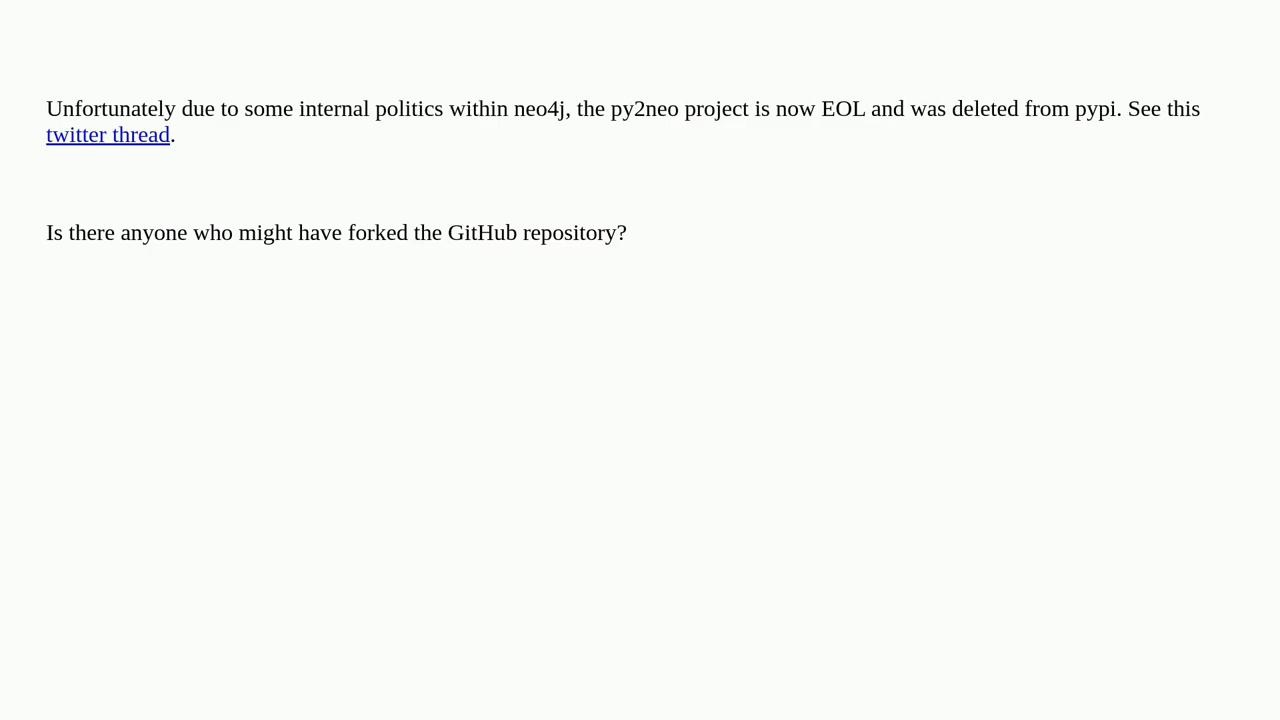 Unfortunately due to some internal politics within neo4j, the py2neo project is now EOL and was deleted from pypi. See this
twitter thread.
Is there anyone who might have forked the GitHub repository?